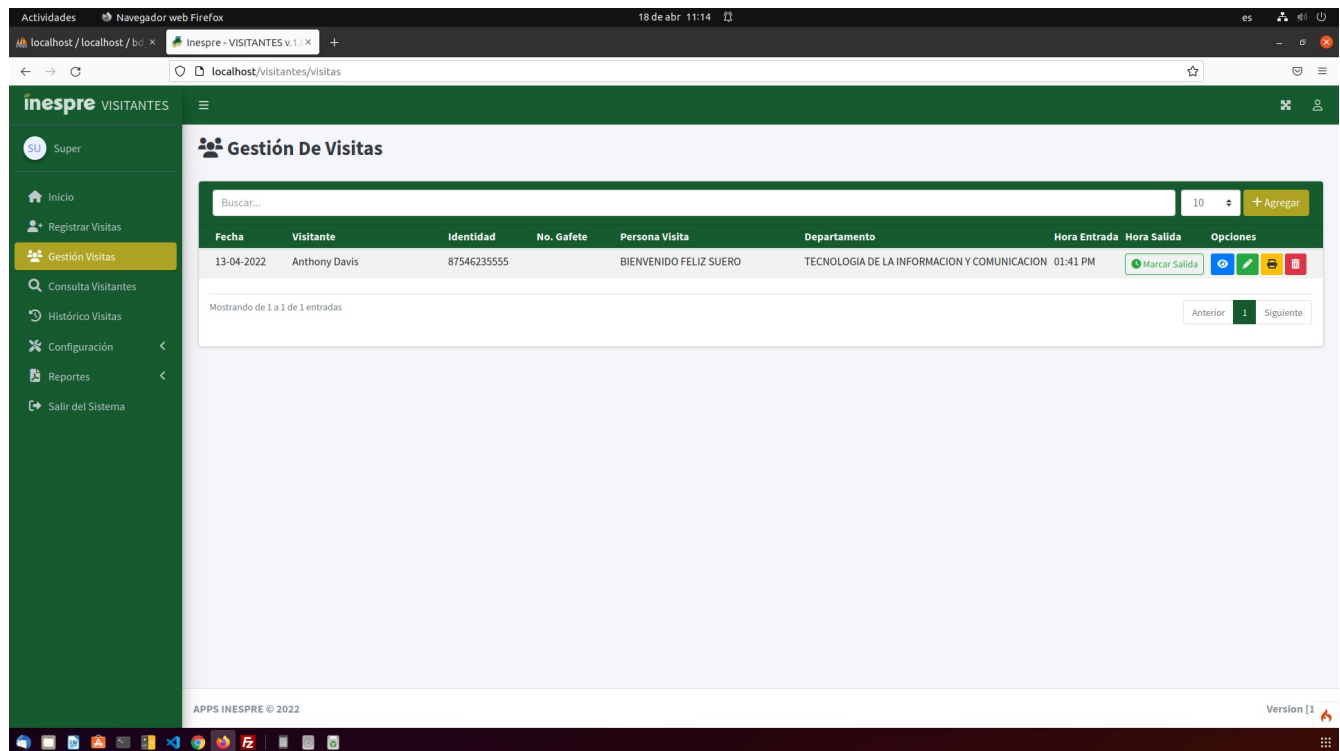 Actividades Navegador web Firefox 18 de abr 11:14 es
localhost / localhost / bd Inespre - VISITANTES v.1.
localhost/visitantes/visitas
inespre VISITANTES
SU Super
Gestión De Visitas
Inicio
Registrar Visitas
Gestión Visitas
Consulta Visitantes
Histórico Visitas
Configuración
Reportes
Salir del Sistema
Buscar... 10 + Agregar
Fecha Visitante Identidad No. Gafete Persona Visita Departamento Hora Entrada Hora Salida Opciones
13-04-2022 Anthony Davis 87546235555 BIENVENIDO FELIZ SUERO TECNOLOGIA DE LA INFORMACION Y COMUNICACION 01:41 PM Marcar Salida
Mostrando de 1 a 1 de 1 entradas Anterior 1 Siguiente
APPS INESPRE © 2022 Version [1